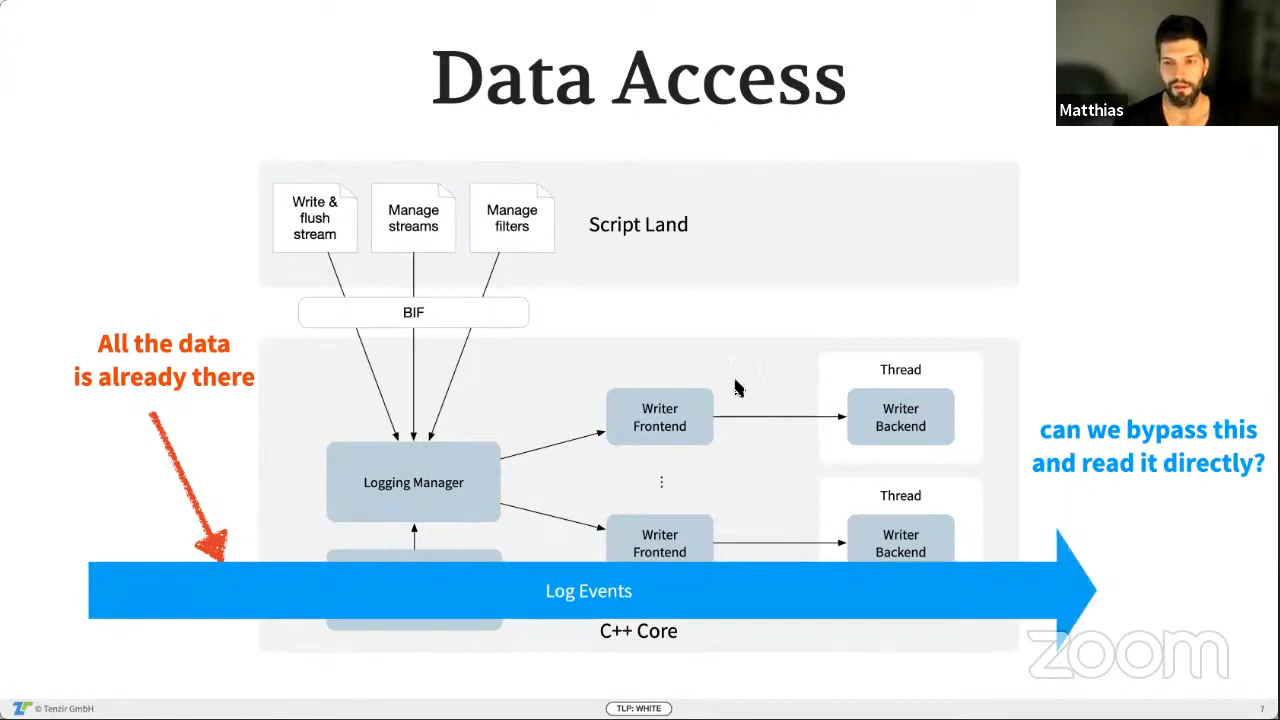 Data Access
Matthias
Write &
flush
stream
Manage
streams
Manage
filters
Script Land
BIF
All the data
is already there
Thread
Writer
Frontend
Writer
Backend
can we bypass this
and read it directly?
Logging Manager
⋮
Thread
Writer
Frontend
Writer
Backend
Log Events
C++ Core
zoom
© Tenzir GmbH
TLP: WHITE
7